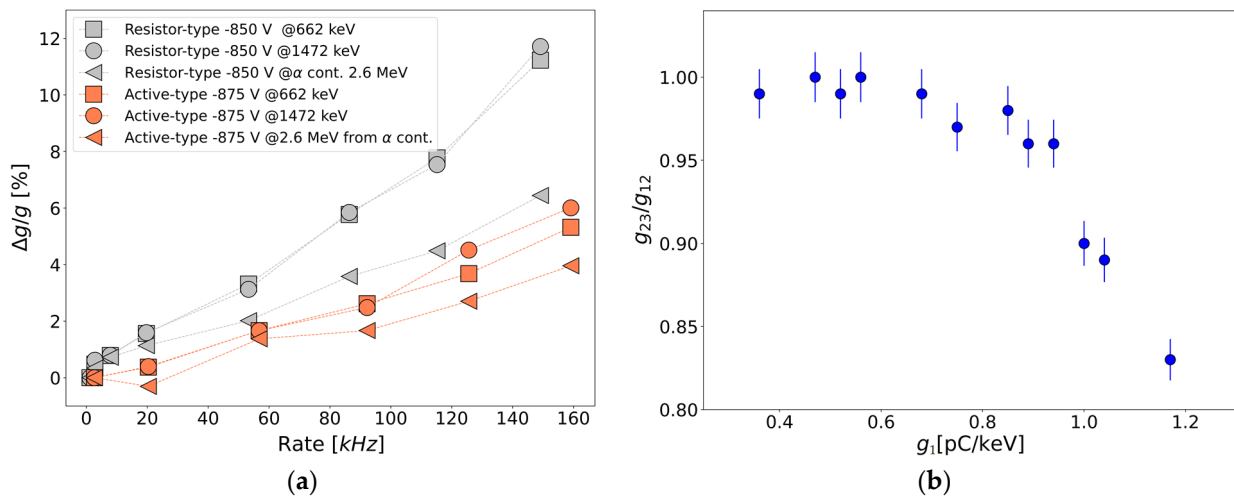 Resistor-type -850 V @662 keV
Resistor-type -850 V @1472 keV
Resistor-type -850 V @α cont. 2.6 MeV
Active-type -875 V @662 keV
Active-type -875 V @1472 keV
Active-type -875 V @2.6 MeV from α cont.
12
10
8
6
4
2
0
Δg/g [%]
0 20 40 60 80 100 120 140 160
Rate [kHz]
(a)
1.00
0.95
0.90
0.85
0.80
g₂₃/g₁₂
0.4 0.6 0.8 1.0 1.2
g₁[pC/keV]
(b)